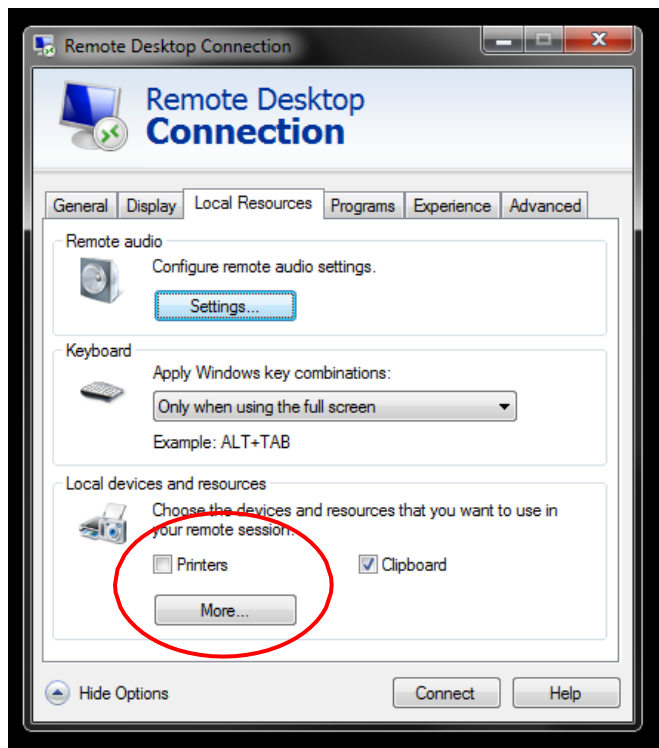 Remote Desktop Connection
Remote Desktop
Connection
General Display Local Resources Programs Experience Advanced
Remote audio
Configure remote audio settings.
Settings...
Keyboard
Apply Windows key combinations:
Only when using the full screen
Example: ALT+TAB
Local devices and resources
Choose the devices and resources that you want to use in
your remote session.
Printers Clipboard
More...
Hide Options Connect Help